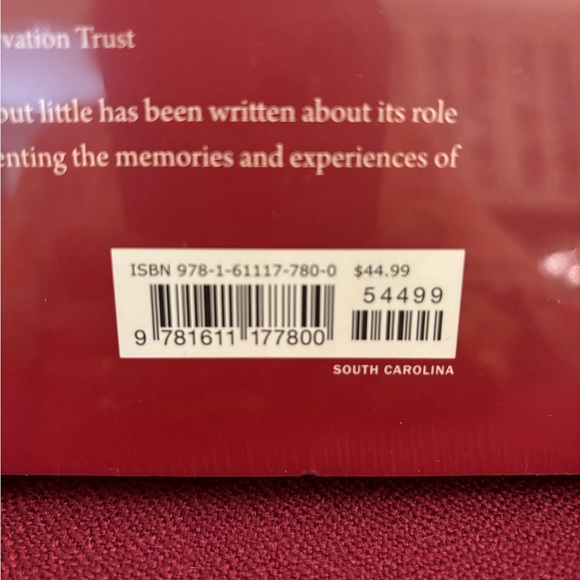 vation Trust
but little has been written about its role
enting the memories and experiences of
ISBN 978-1-61117-780-0 $44.99
54499
9 781611 177800
SOUTH CAROLINA